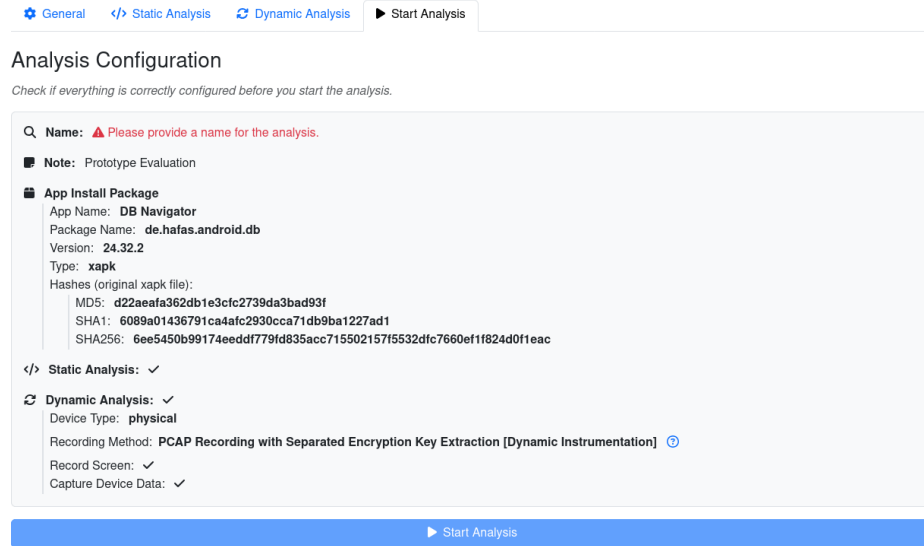 General
Static Analysis
Dynamic Analysis
Start Analysis
Analysis Configuration
Check if everything is correctly configured before you start the analysis.
Name: Please provide a name for the analysis.
Note: Prototype Evaluation
App Install Package
App Name: DB Navigator
Package Name: de.hafas.android.db
Version: 24.32.2
Type: xapk
Hashes (original xapk file):
MD5: d22aeafa362db1e3cfc2739da3bad93f
SHA1: 6089a01436791ca4afc2930cca71db9ba1227ad1
SHA256: 6ee5450b99174eeddf779fd835acc715502157f5532dfc7660ef1f824d0f1eac
Static Analysis:
Dynamic Analysis:
Device Type: physical
Recording Method: PCAP Recording with Separated Encryption Key Extraction [Dynamic Instrumentation]
Record Screen:
Capture Device Data:
Start Analysis